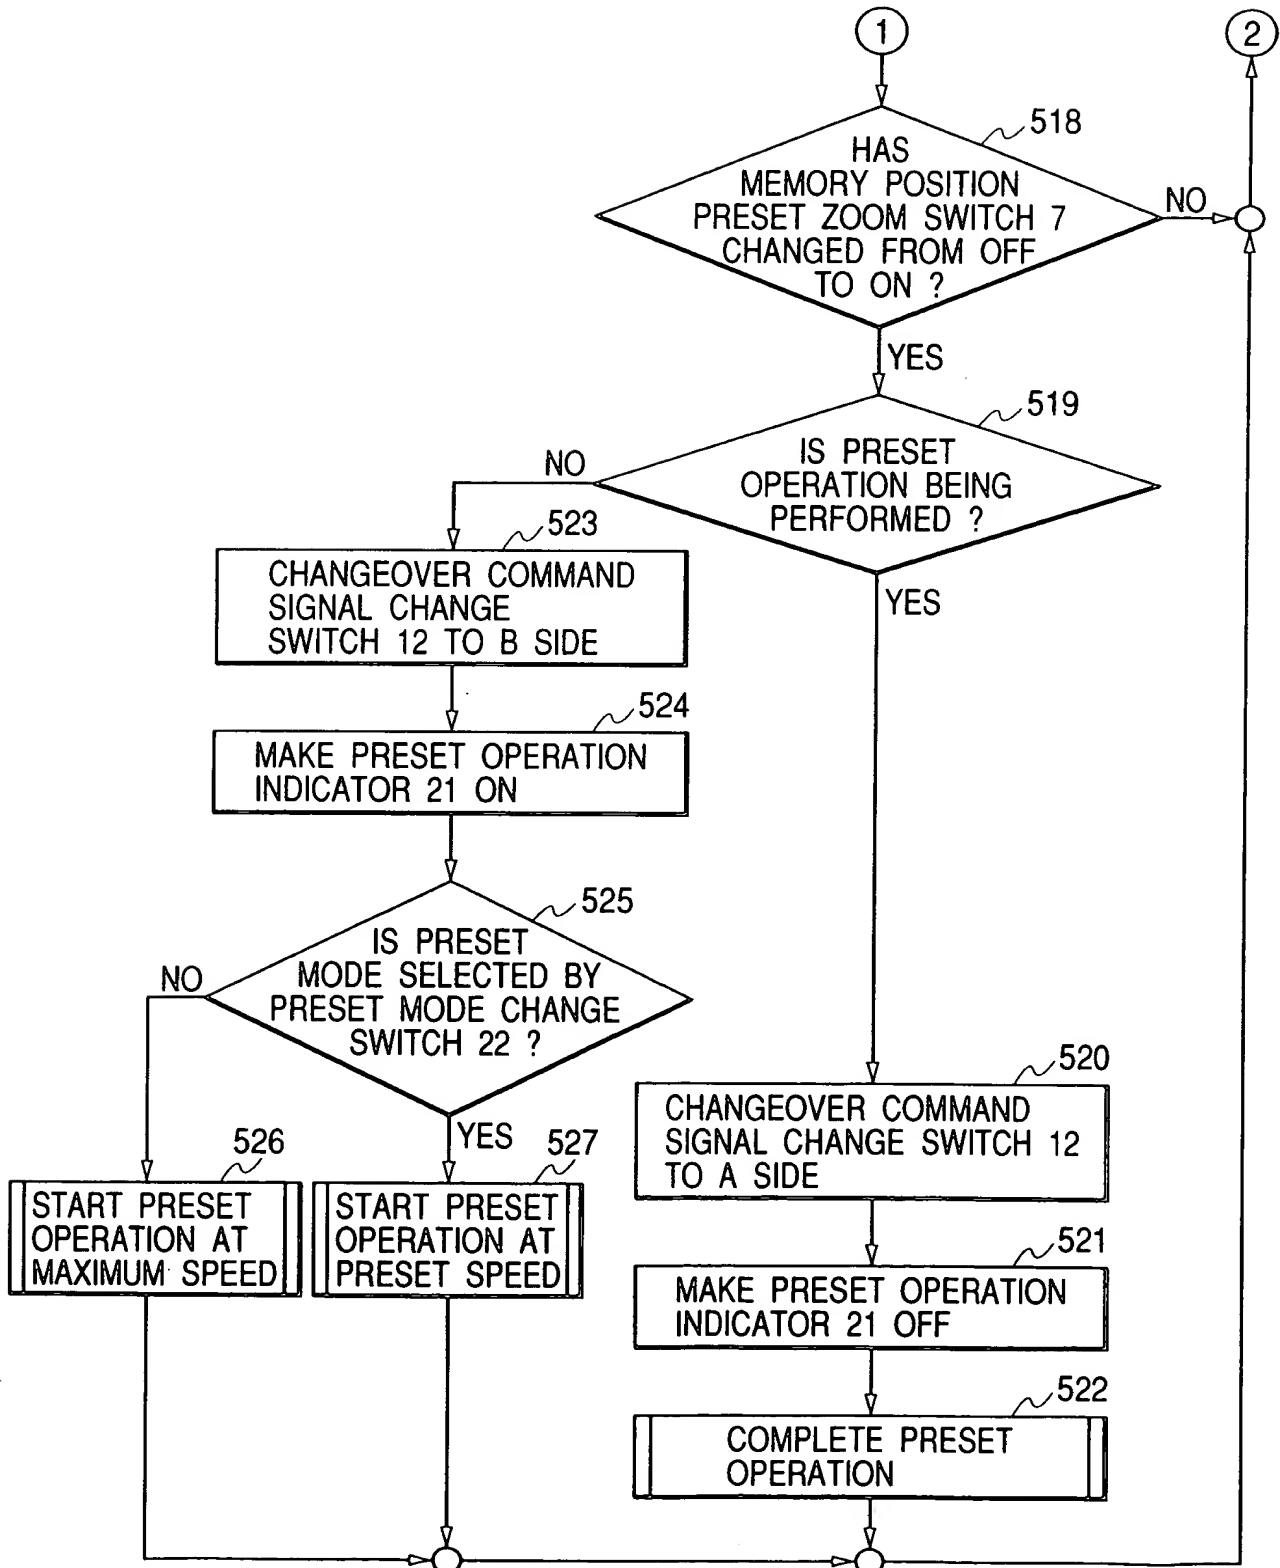 1
2
518
HAS
MEMORY POSITION
PRESET ZOOM SWITCH 7
CHANGED FROM OFF
TO ON ?
NO
YES
519
IS PRESET
OPERATION BEING
PERFORMED ?
NO
YES
523
CHANGEOVER COMMAND
SIGNAL CHANGE
SWITCH 12 TO B SIDE
524
MAKE PRESET OPERATION
INDICATOR 21 ON
525
IS PRESET
MODE SELECTED BY
PRESET MODE CHANGE
SWITCH 22 ?
NO
YES
526
START PRESET
OPERATION AT
MAXIMUM SPEED
527
START PRESET
OPERATION AT
PRESET SPEED
520
CHANGEOVER COMMAND
SIGNAL CHANGE SWITCH 12
TO A SIDE
521
MAKE PRESET OPERATION
INDICATOR 21 OFF
522
COMPLETE PRESET
OPERATION